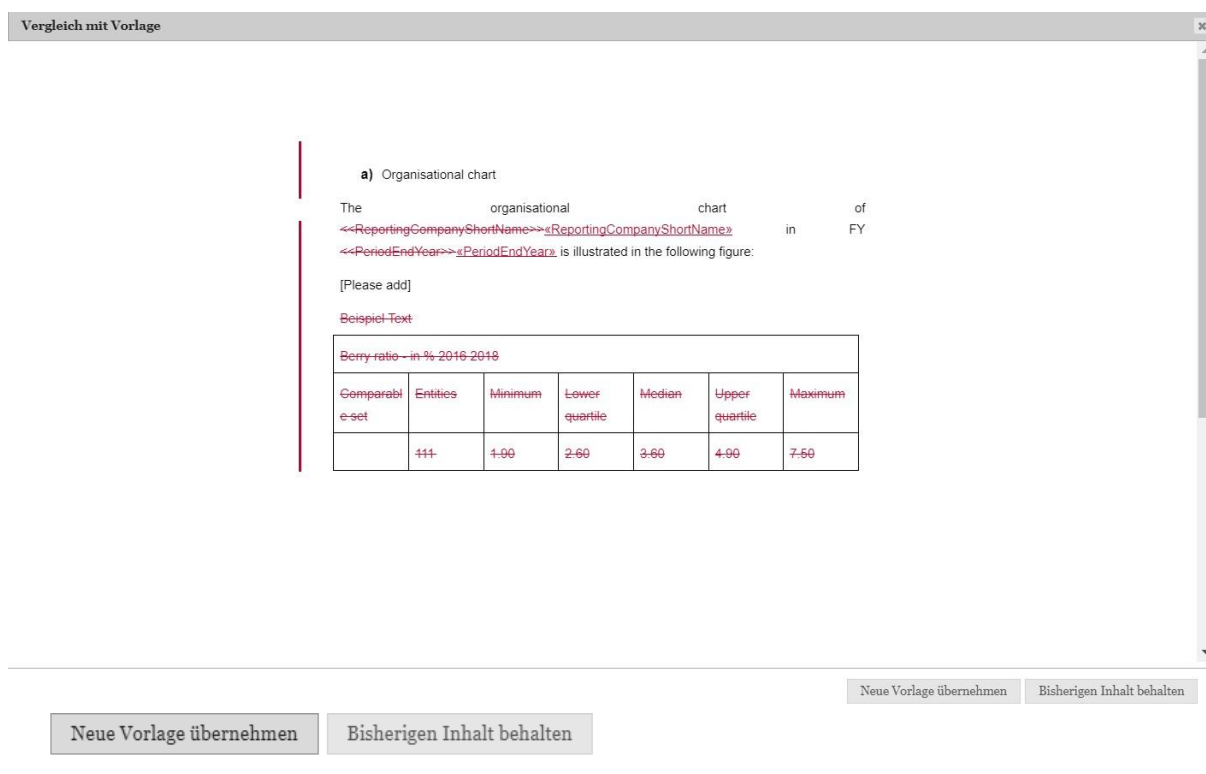 Vergleich mit Vorlage
a) Organisational chart
The organisational chart of
<<ReportingCompanyShortName>>«ReportingCompanyShortName» in FY
<<PeriodEndYear>>«PeriodEndYear» is illustrated in the following figure:
[Please add]
Beispiel Text
Berry ratio - in % 2016 2018
Comparabl Entities Minimum Lower Median Upper Maximum
e set quartile quartile
111 1.90 2.60 3.60 4.90 7.50
Neue Vorlage übernehmen Bisherigen Inhalt behalten
Neue Vorlage übernehmen Bisherigen Inhalt behalten